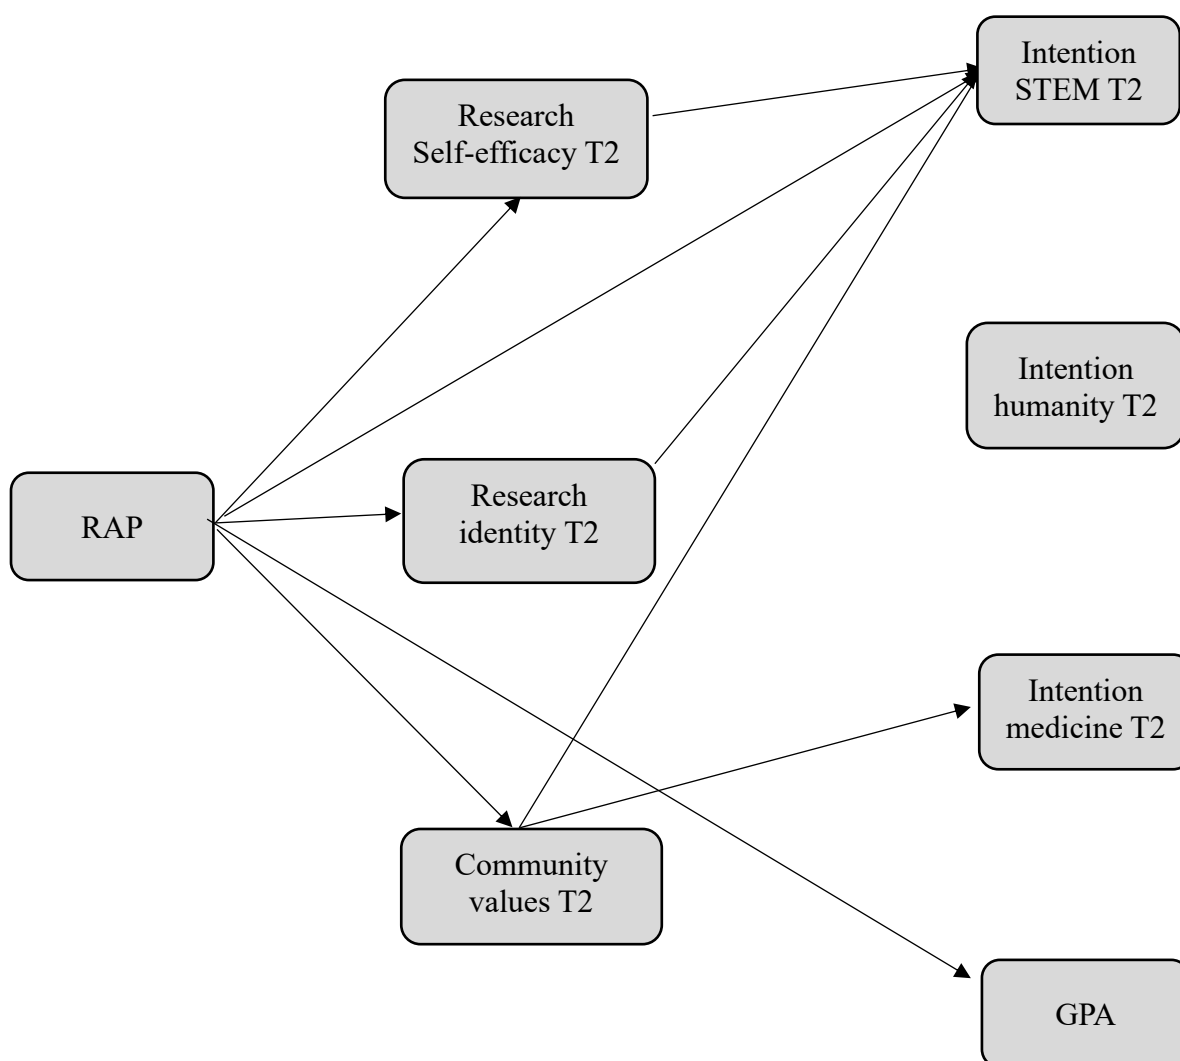 Intention
STEM T2
Research
Self-efficacy T2
Intention
humanity T2
RAP
Research
identity T2
Intention
medicine T2
Community
values T2
GPA